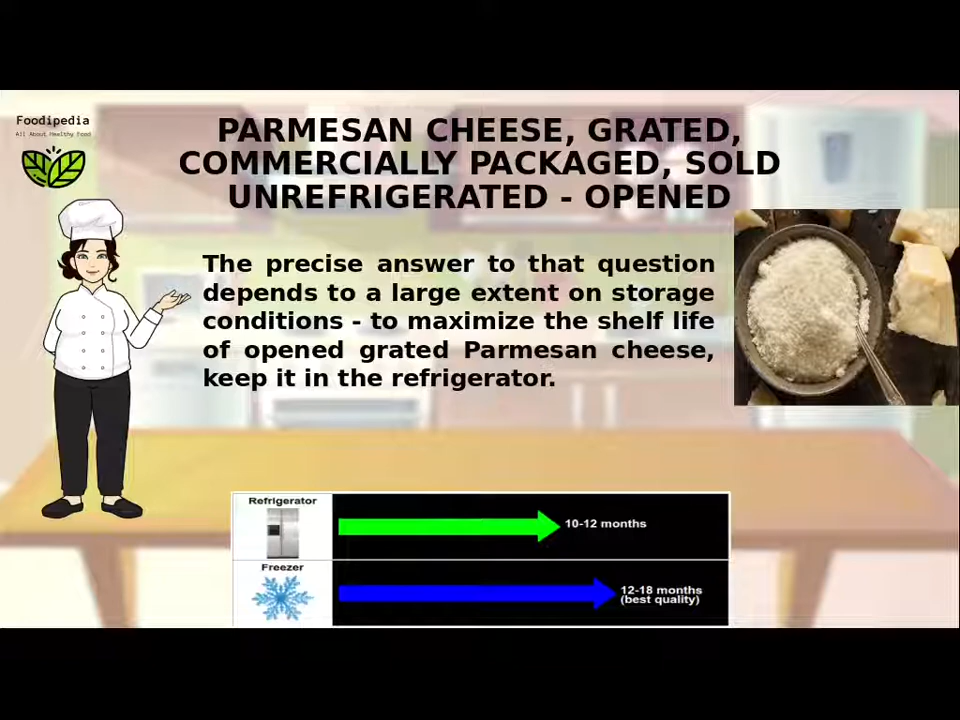 Foodipedia
All About Healthy Food
PARMESAN CHEESE, GRATED,
COMMERCIALLY PACKAGED, SOLD
UNREFRIGERATED - OPENED
The precise answer to that question
depends to a large extent on storage
conditions - to maximize the shelf life
of opened grated Parmesan cheese,
keep it in the refrigerator.
Refrigerator
10-12 months
Freezer
12-18 months
(best quality)